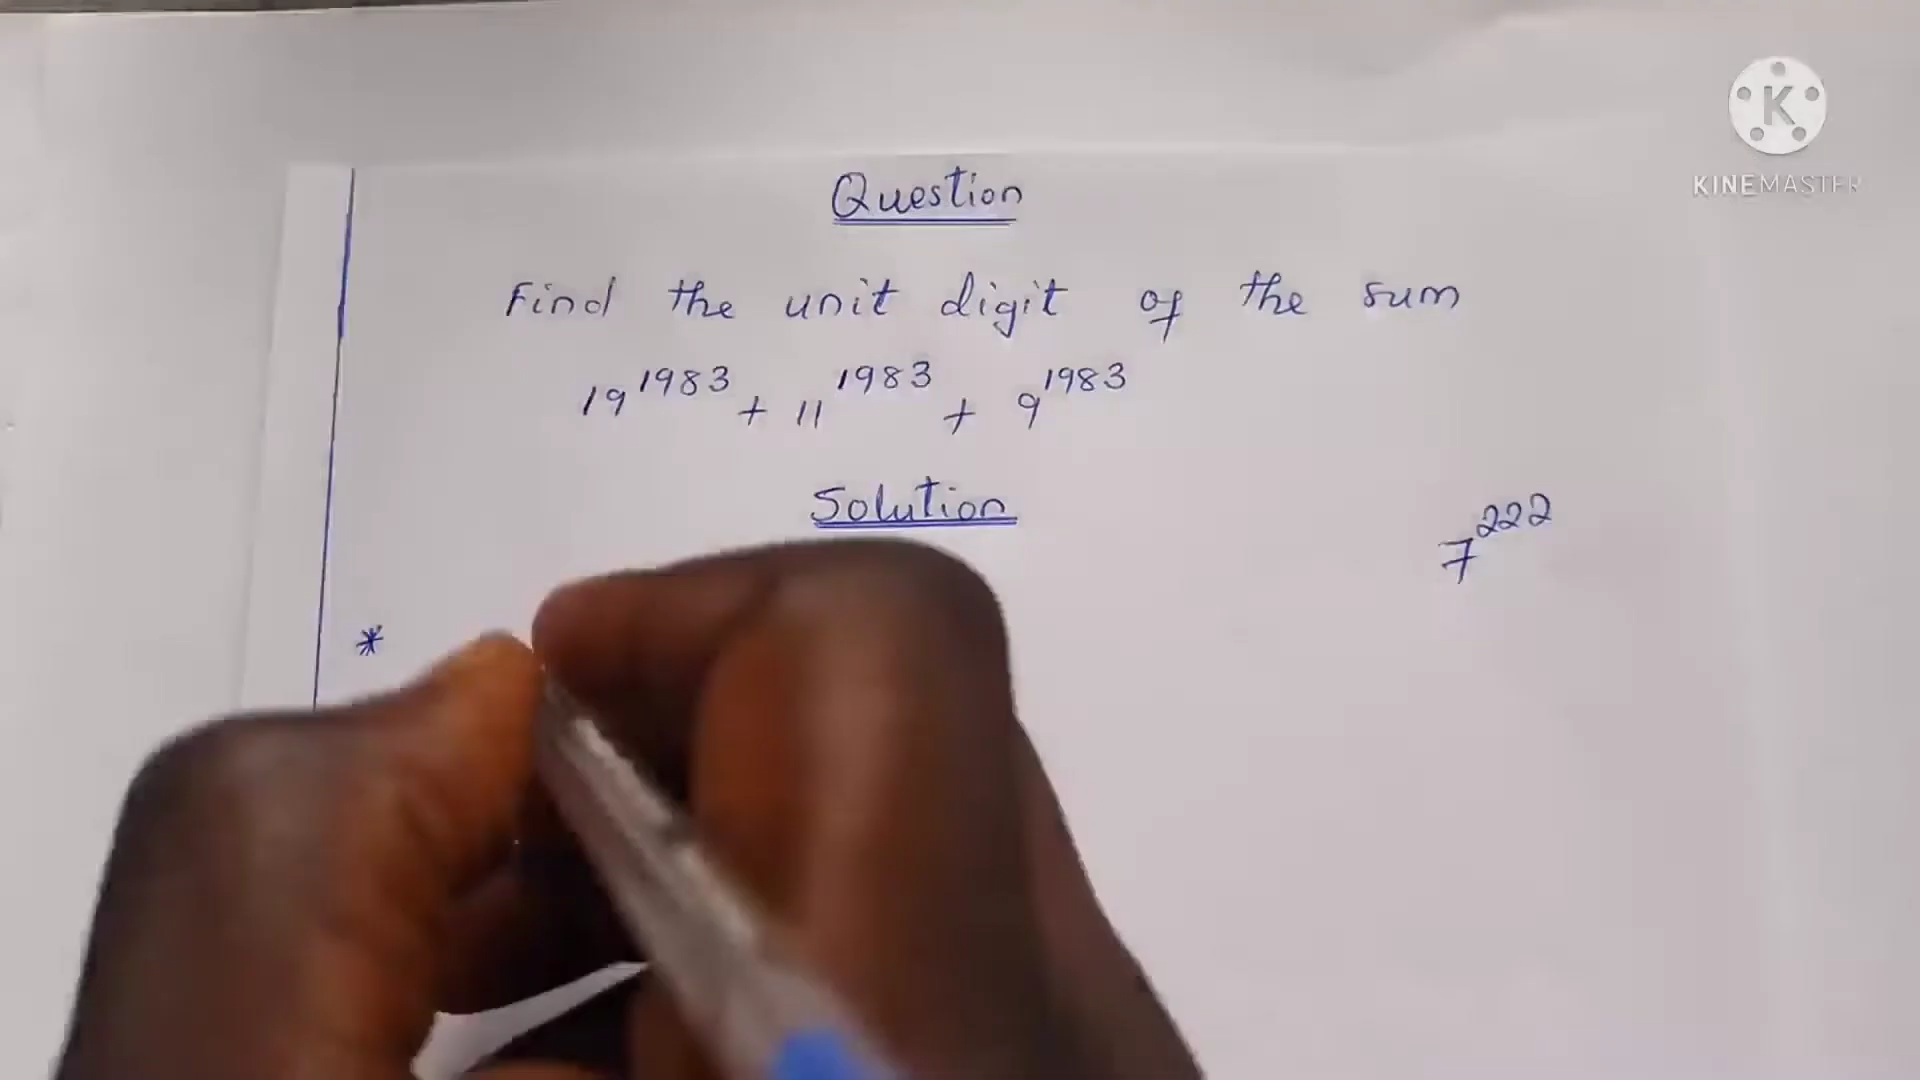 K
KINEMASTER
Question
Find the unit digit of the sum
19^1983 + 11^1983 + 9^1983
Solution
7^222
*